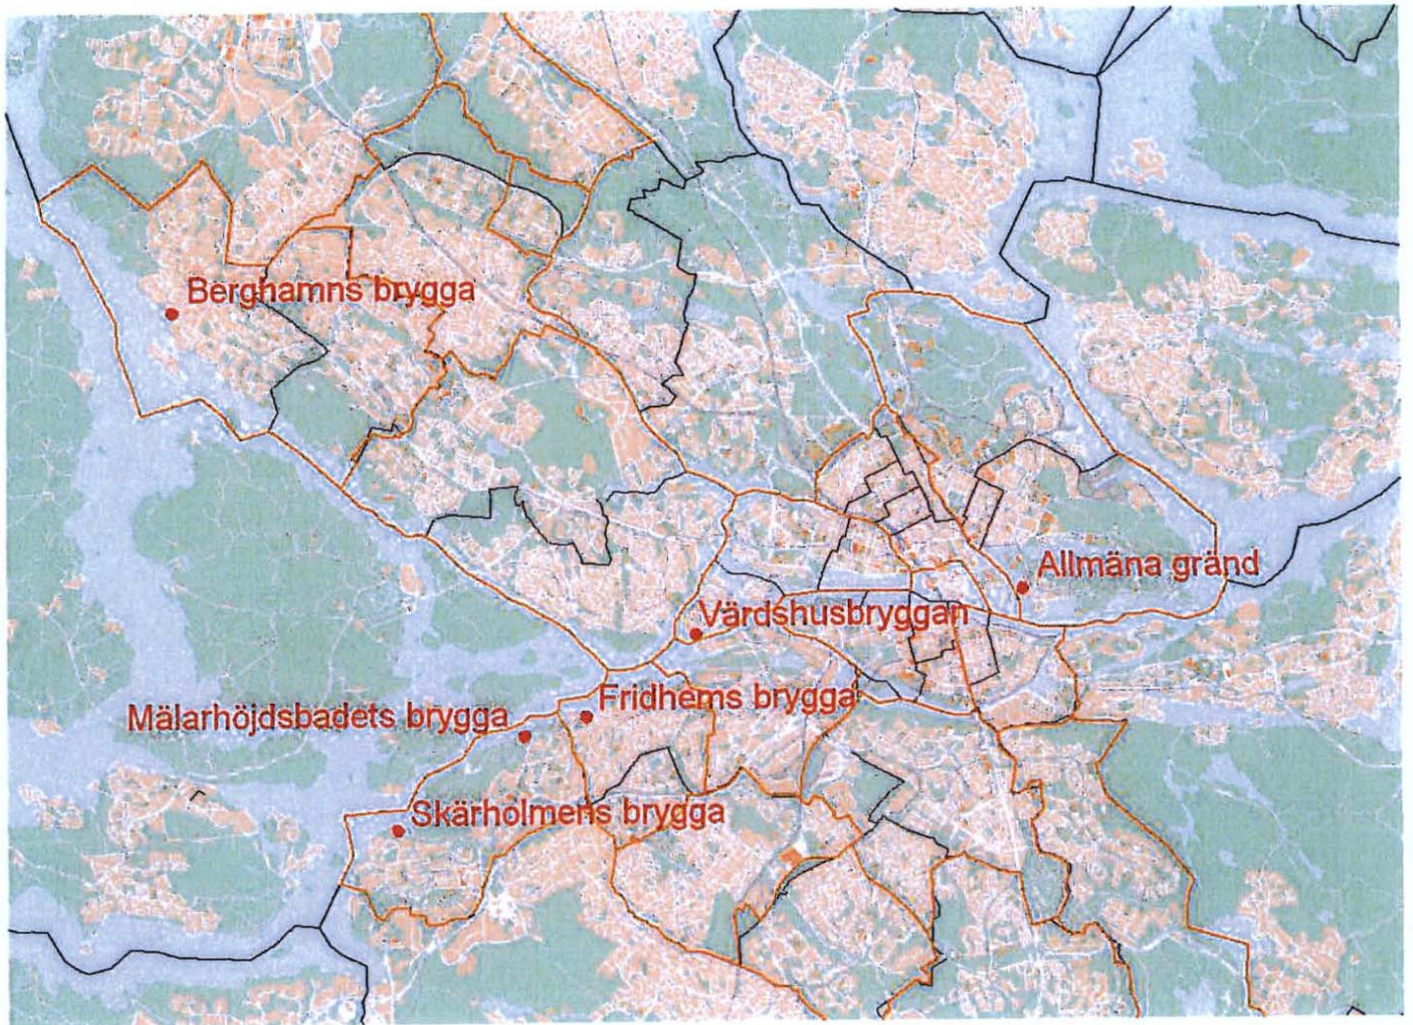 Berghamns brygga
Allmäna gränd
Värdshusbryggan
Fridhems brygga
Mälarhöjdsbadets brygga
Skärholmens brygga